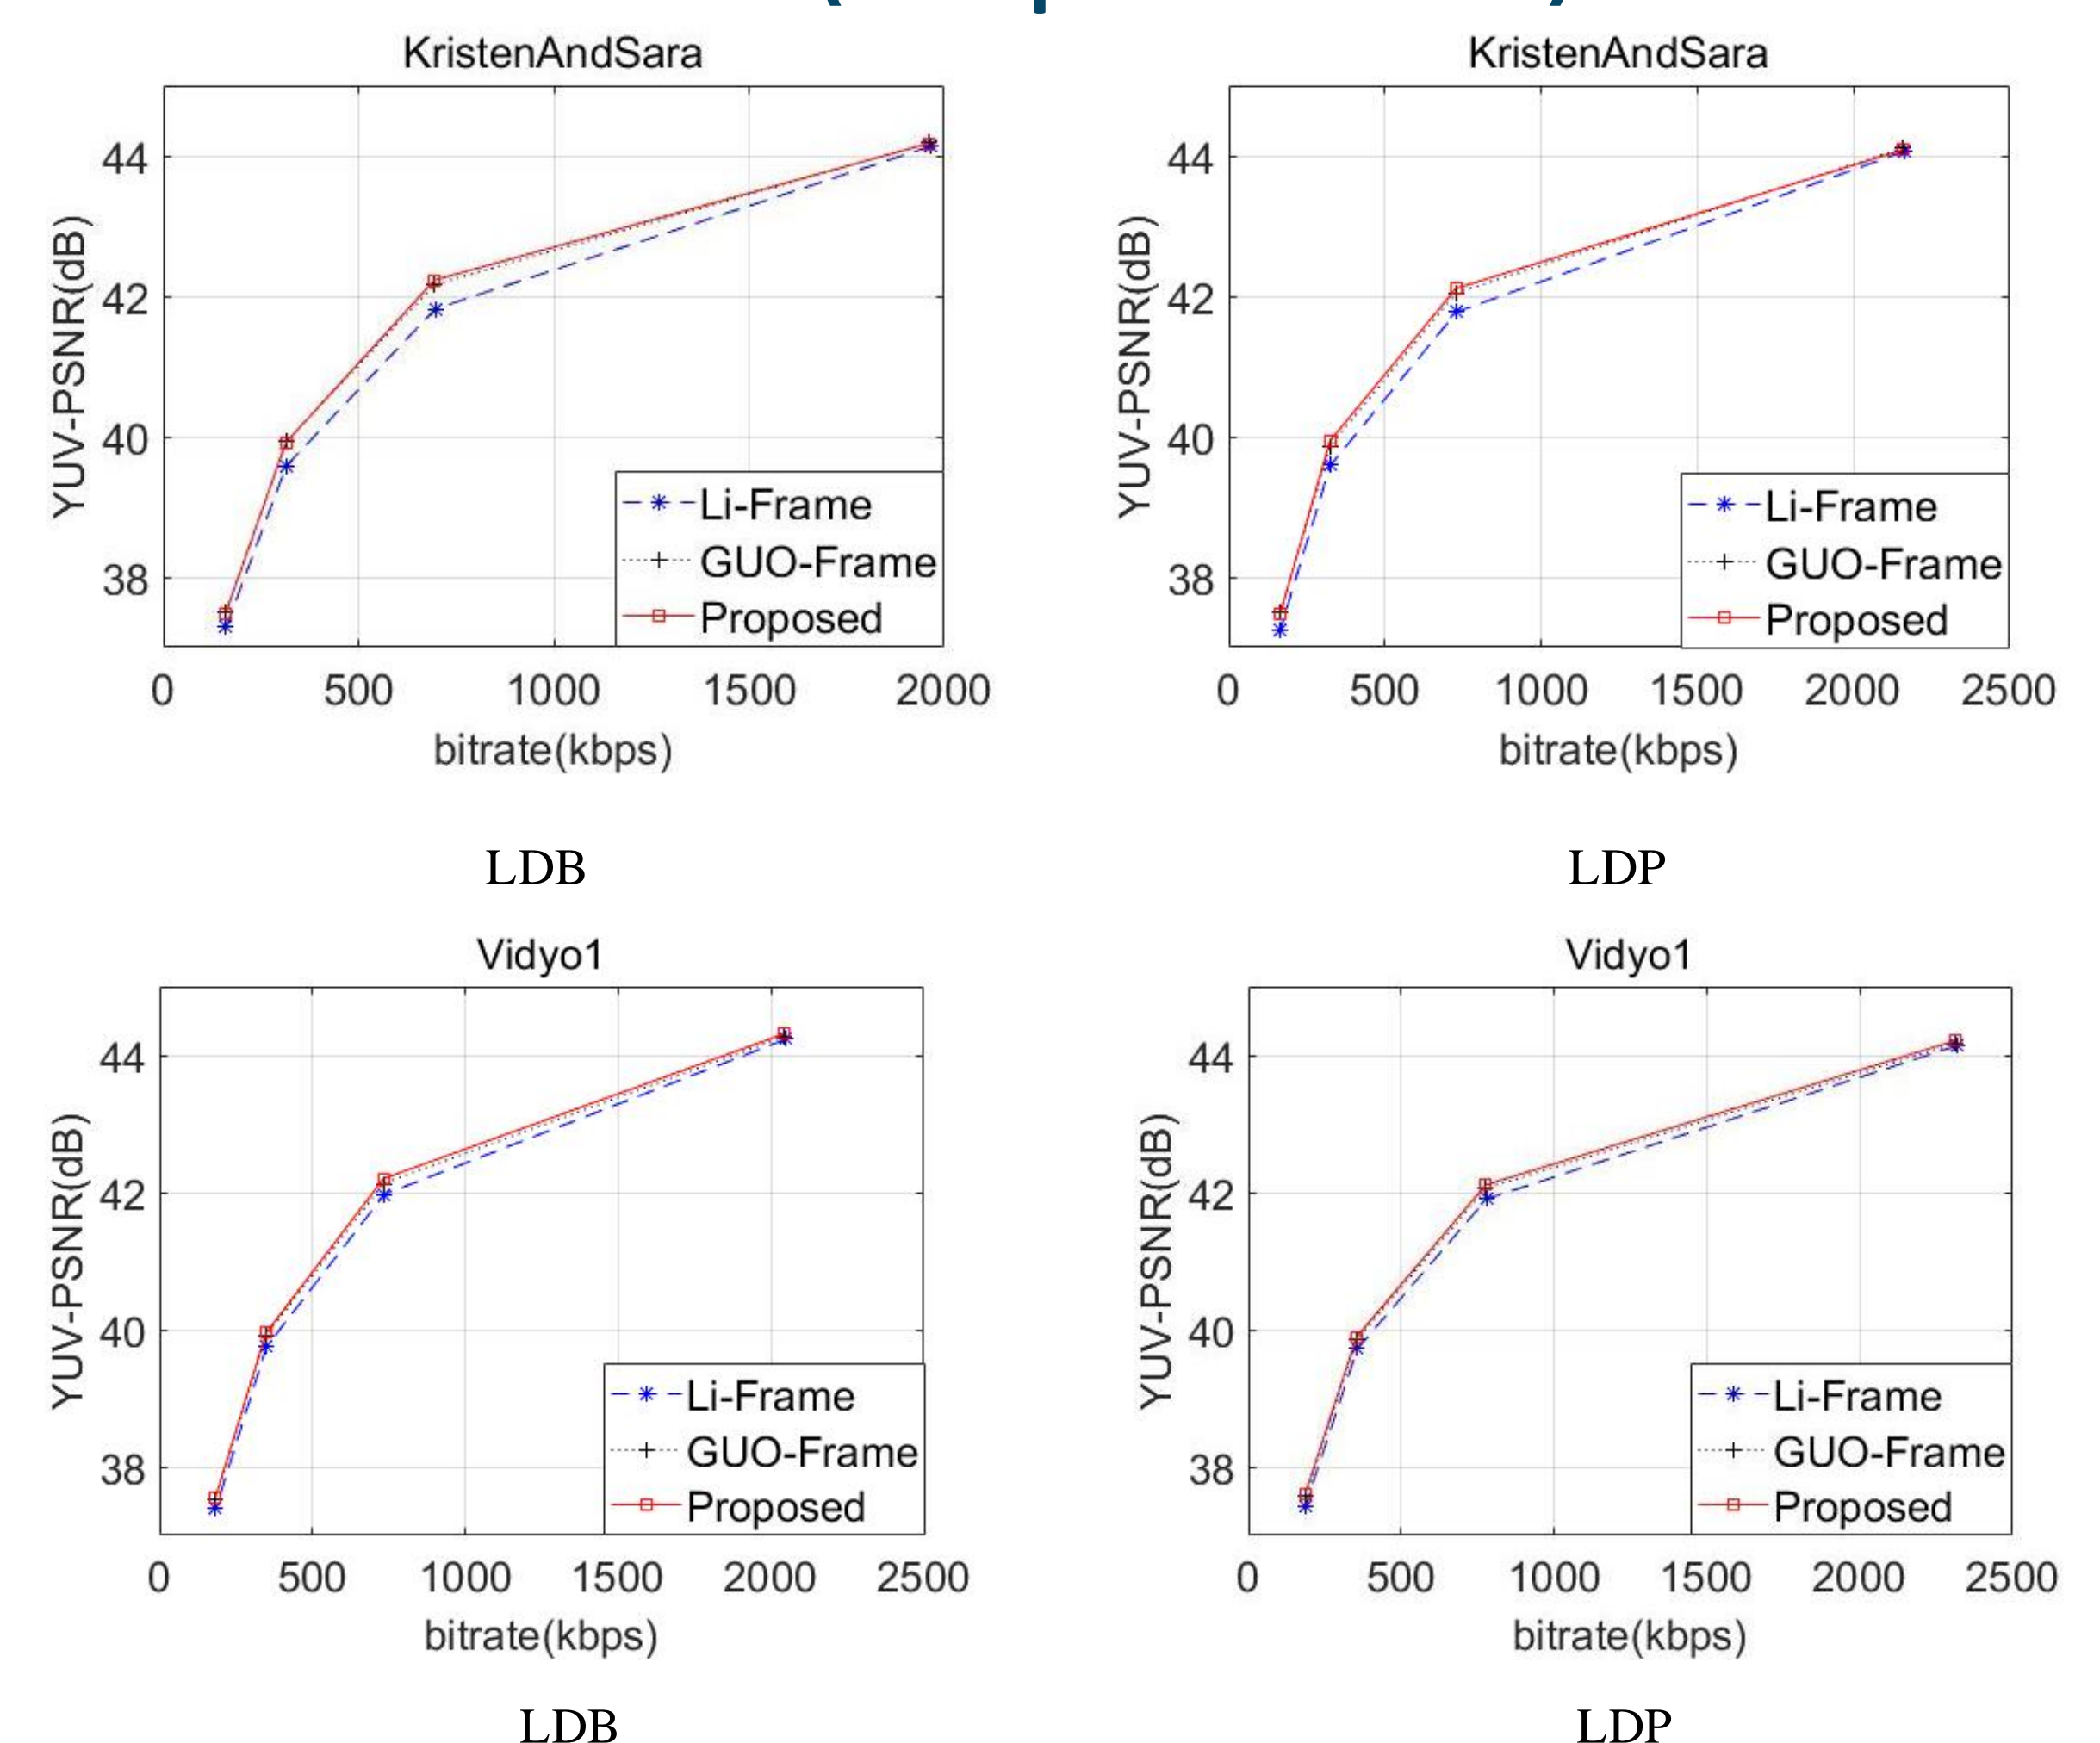 KristenAndSara
YUV-PSNR(dB)
44
42
40
38
Li-Frame
GUO-Frame
Proposed
0 500 1000 1500 2000
bitrate(kbps)
LDB
KristenAndSara
YUV-PSNR(dB)
44
42
40
38
Li-Frame
GUO-Frame
Proposed
0 500 1000 1500 2000 2500
bitrate(kbps)
LDP
Vidyo1
YUV-PSNR(dB)
44
42
40
38
Li-Frame
GUO-Frame
Proposed
0 500 1000 1500 2000 2500
bitrate(kbps)
LDB
Vidyo1
YUV-PSNR(dB)
44
42
40
38
Li-Frame
GUO-Frame
Proposed
0 500 1000 1500 2000 2500
bitrate(kbps)
LDP